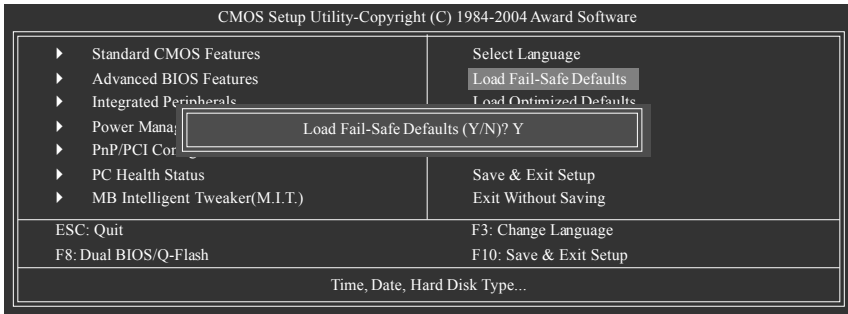 CMOS Setup Utility-Copyright (C) 1984-2004 Award Software
Standard CMOS Features
Advanced BIOS Features
Integrated Peripherals
Power
PnP/PCI
PC Health Status
MB Intelligent Tweaker(M.I.T.)
Select Language
Load Fail-Safe Defaults
Load Optimized Defaults
Load Fail-Safe Defaults (Y/N)? Y
Save & Exit Setup
Exit Without Saving
ESC: Quit
F3: Change Language
F8: Dual BIOS/Q-Flash
F10: Save & Exit Setup
Time, Date, Hard Disk Type...